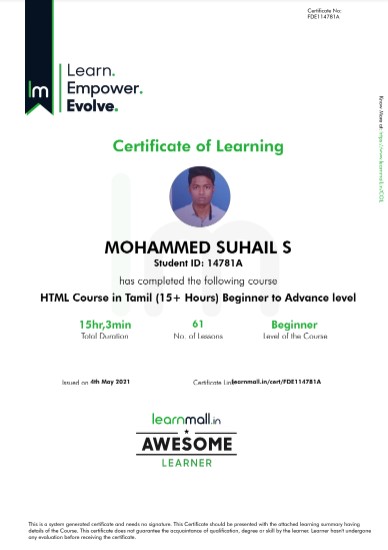 Certificate No:
FDE114781A
lm
Learn.
Empower.
Evolve.
Certificate of Learning
MOHAMMED SUHAIL S
Student ID: 14781A
has completed the following course
HTML Course in Tamil (15+ Hours) Beginner to Advance level
15hr,3min 61 Beginner
Total Duration No. of Lessons Level of the Course
Issued on 4th May 2021 Certificate Link learnmall.in/cert/FDE114781A
learnmall.in
AWESOME
LEARNER
This is a system generated certificate and needs no signature. This Certificate should be presented with the attached learning summary having
details of the Course. This certificate does not guarantee the acquaintance of qualification, degree or skill by the learner. Learner hasn't undergone
any evaluation before receiving the certificate.
Know More at: